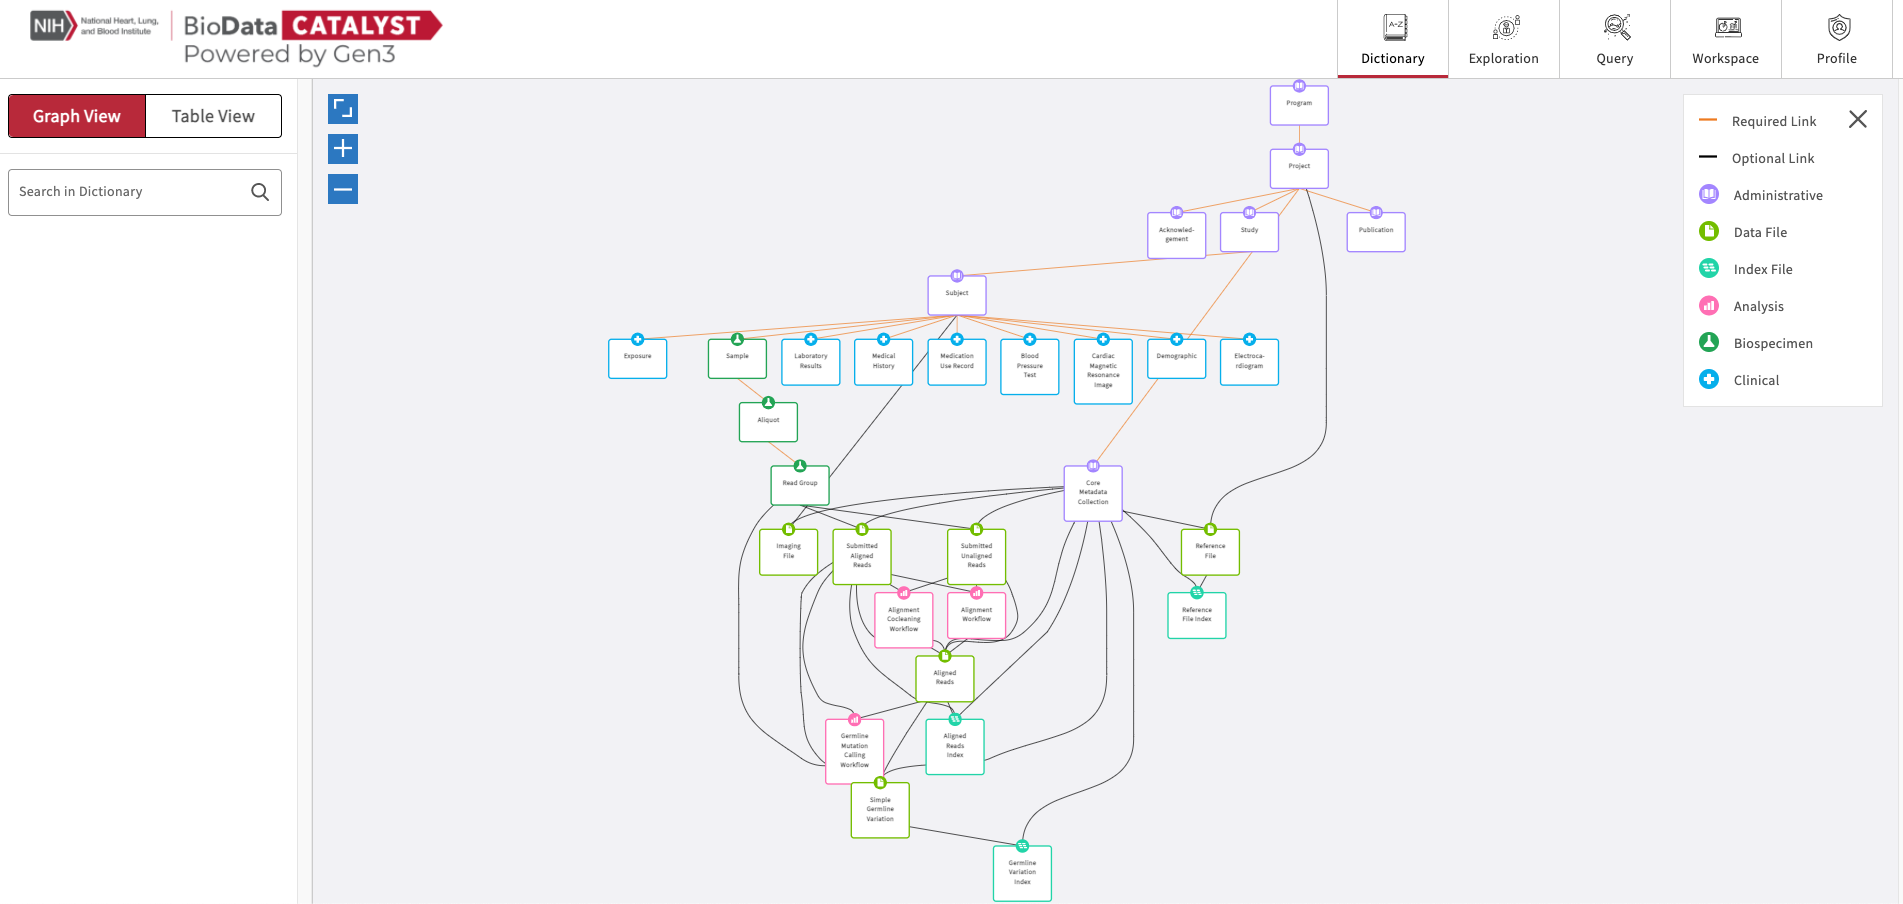 NIH National Heart, Lung,
and Blood Institute
BioData CATALYST
Powered by Gen3
A-Z
Dictionary
Exploration
Query
Workspace
Profile
Graph View
Table View
Search in Dictionary
Required Link
Optional Link
Administrative
Data File
Index File
Analysis
Biospecimen
Clinical
Program
Project
Acknowled-
gement
Study
Publication
Subject
Exposure
Sample
Laboratory
Results
Medical
History
Medication
Use Record
Blood
Pressure
Test
Cardiac
Magnetic
Resonance
Image
Demographic
Electroca-
rdiogram
Aliquot
Read Group
Core
Metadata
Collection
Imaging
File
Submitted
Aligned
Reads
Submitted
Unaligned
Reads
Reference
File
Alignment
Cocleaning
Workflow
Alignment
Workflow
Reference
File Index
Aligned
Reads
Germline
Mutation
Calling
Workflow
Aligned
Reads
Index
Simple
Germline
Variation
Germline
Variation
Index